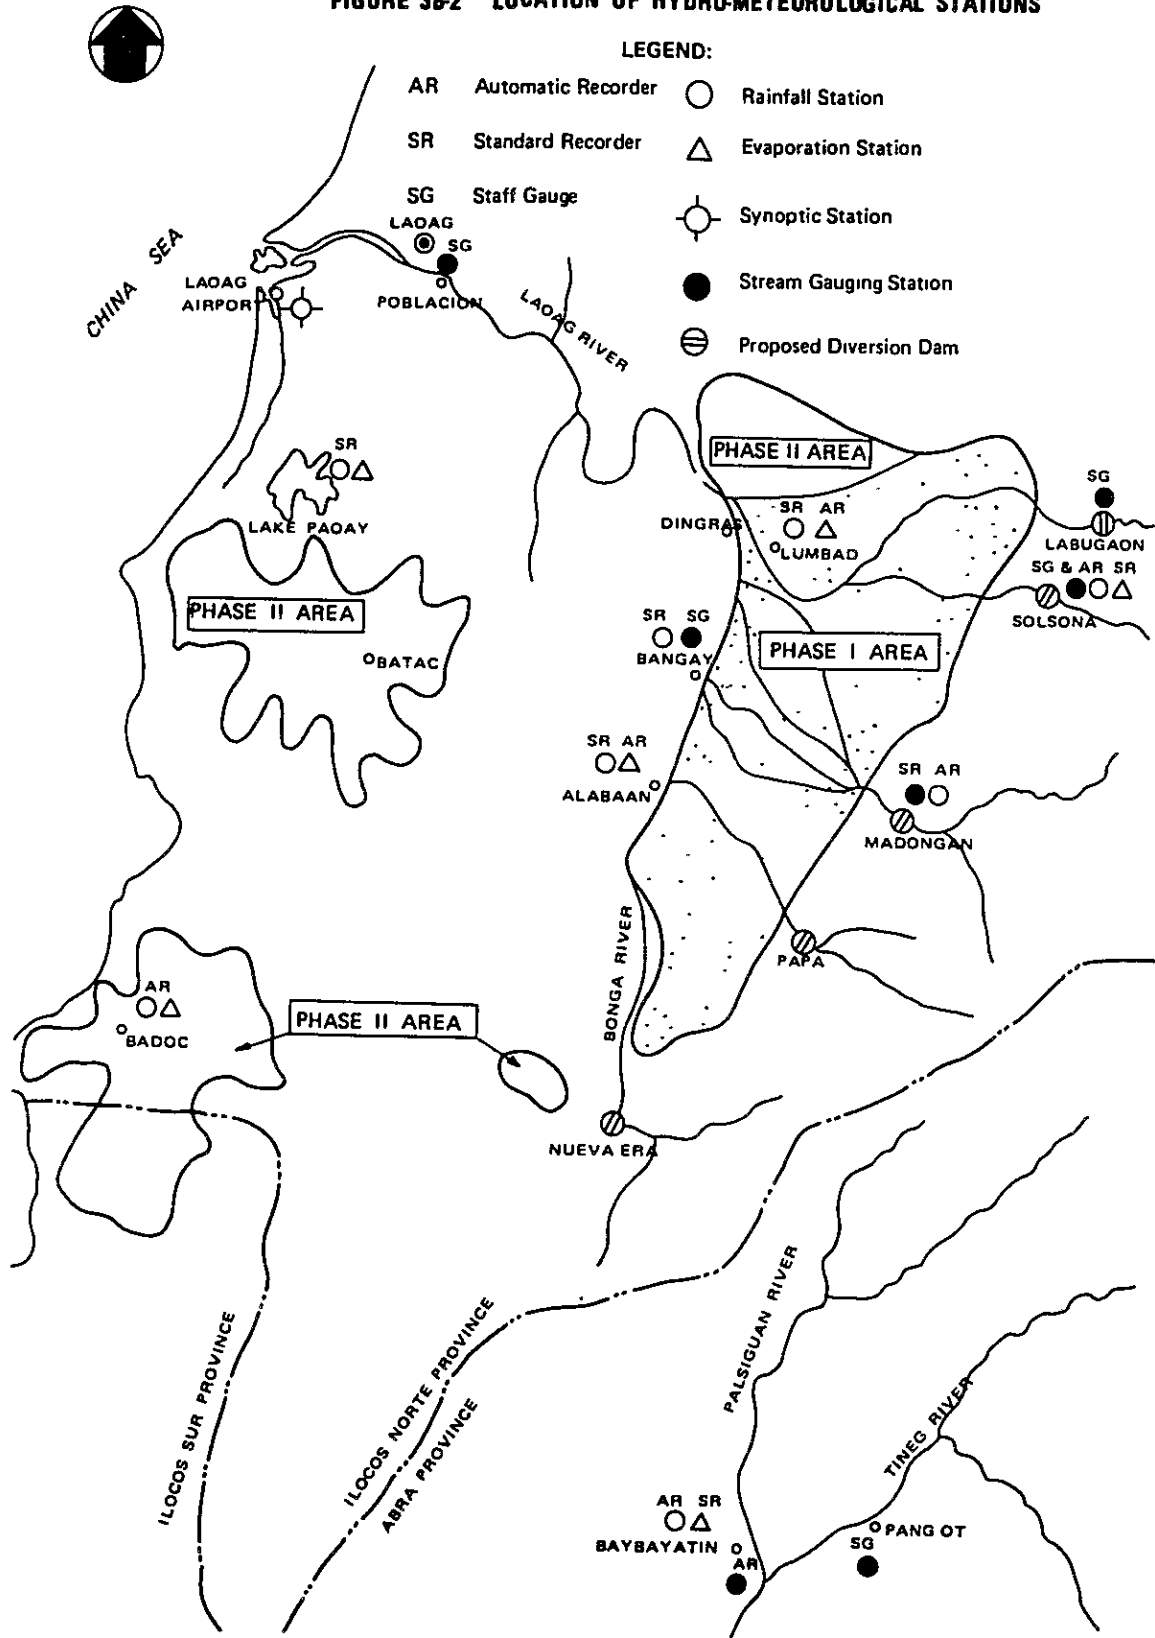 FIGURE 3B-2 LOCATION OF HYDRO-METEOROLOGICAL STATIONS
LEGEND:
AR Automatic Recorder
SR Standard Recorder
SG Staff Gauge
Rainfall Station
Evaporation Station
Synoptic Station
Stream Gauging Station
Proposed Diversion Dam
CHINA SEA
LAOAG
SG
LAOAG
AIRPORT
POBLACION
LAOAG RIVER
PHASE II AREA
SR
LAKE PAOAY
SG
LABUGAON
DINGRAS
SR AR
LUMBAD
SG & AR SR
SOLSONA
PHASE II AREA
BATAC
SR SG
BANGAY
PHASE I AREA
SR AR
ALABAAN
SR AR
MADONGAN
BONGA RIVER
PAPA
AR
BADOC
PHASE II AREA
NUEVA ERA
ILOCOS SUR PROVINCE
ILOCOS NORTE PROVINCE
ABRA PROVINCE
PALSIGUAN RIVER
TINEG RIVER
AR SR
BAYBAYATIN
AR
PANG OT
SG